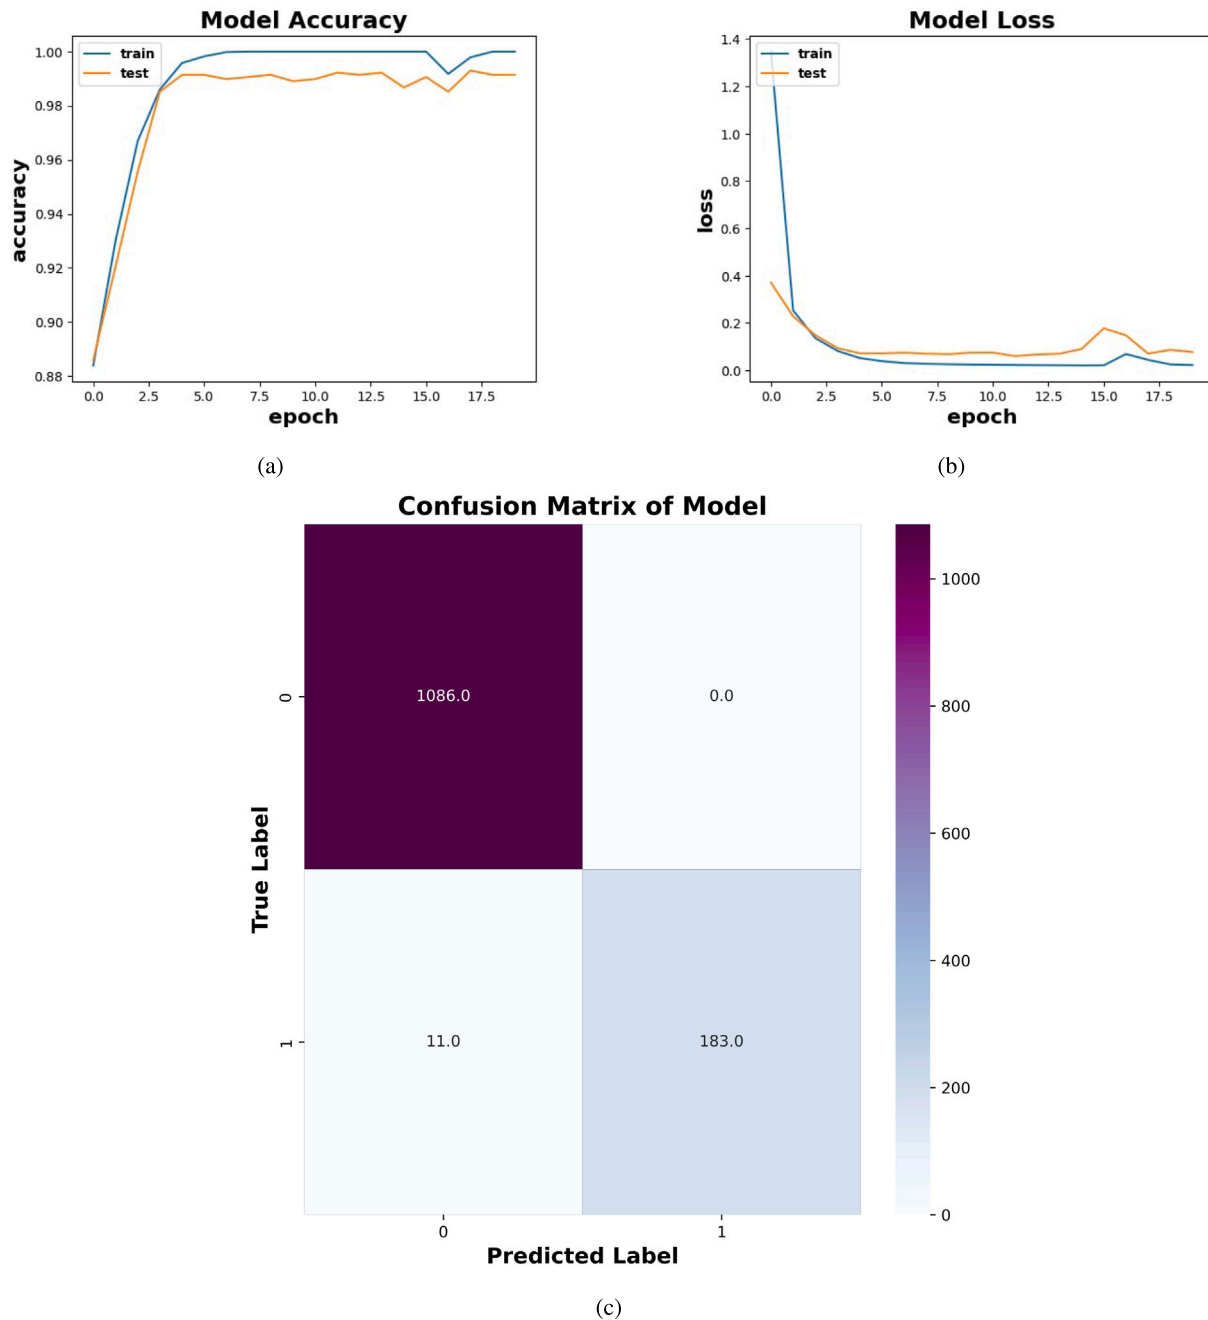 Model Accuracy
train
test
1.00
0.98
0.96
0.94
0.92
0.90
0.88
accuracy
0.0 2.5 5.0 7.5 10.0 12.5 15.0 17.5
epoch
(a)
Model Loss
train
test
1.4
1.2
1.0
0.8
0.6
0.4
0.2
0.0
loss
0.0 2.5 5.0 7.5 10.0 12.5 15.0 17.5
epoch
(b)
Confusion Matrix of Model
True Label
0
1
1086.0 0.0
11.0 183.0
0 1
Predicted Label
1000
800
600
400
200
0
(c)